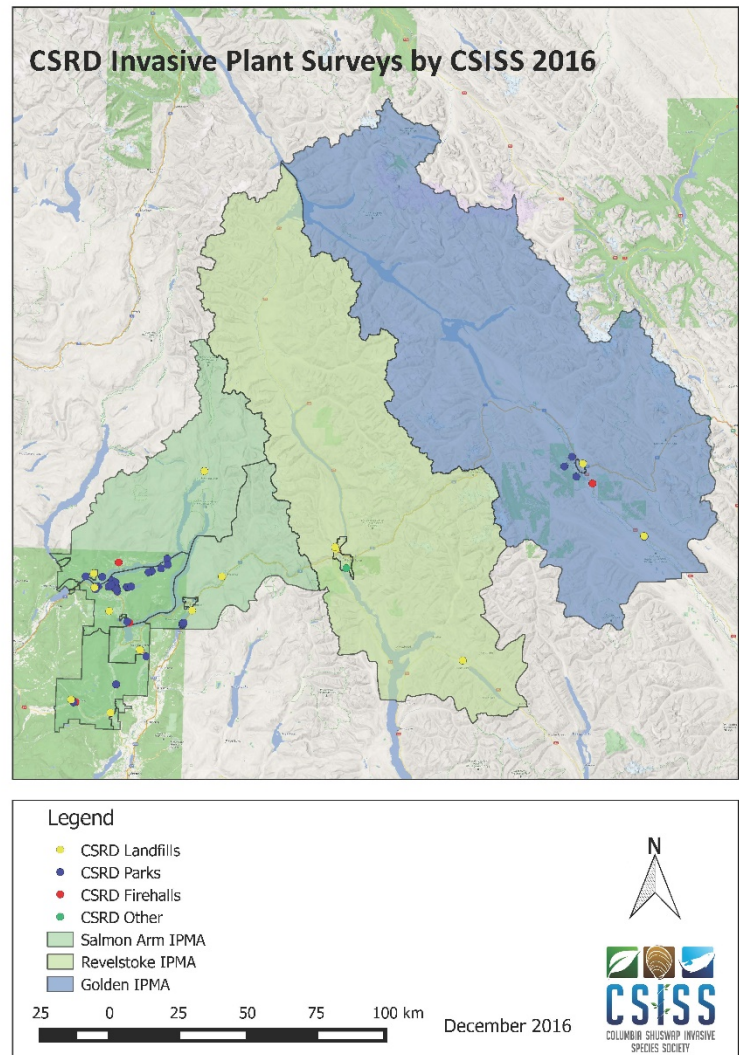 CSRD Invasive Plant Surveys by CSISS 2016
Legend
CSRD Landfills
CSRD Parks
CSRD Firehalls
CSRD Other
Salmon Arm IPMA
Revelstoke IPMA
Golden IPMA
25 0 25 50 75 100 km
December 2016
N
CSISS
COLUMBIA SHUSWAP INVASIVE
SPECIES SOCIETY